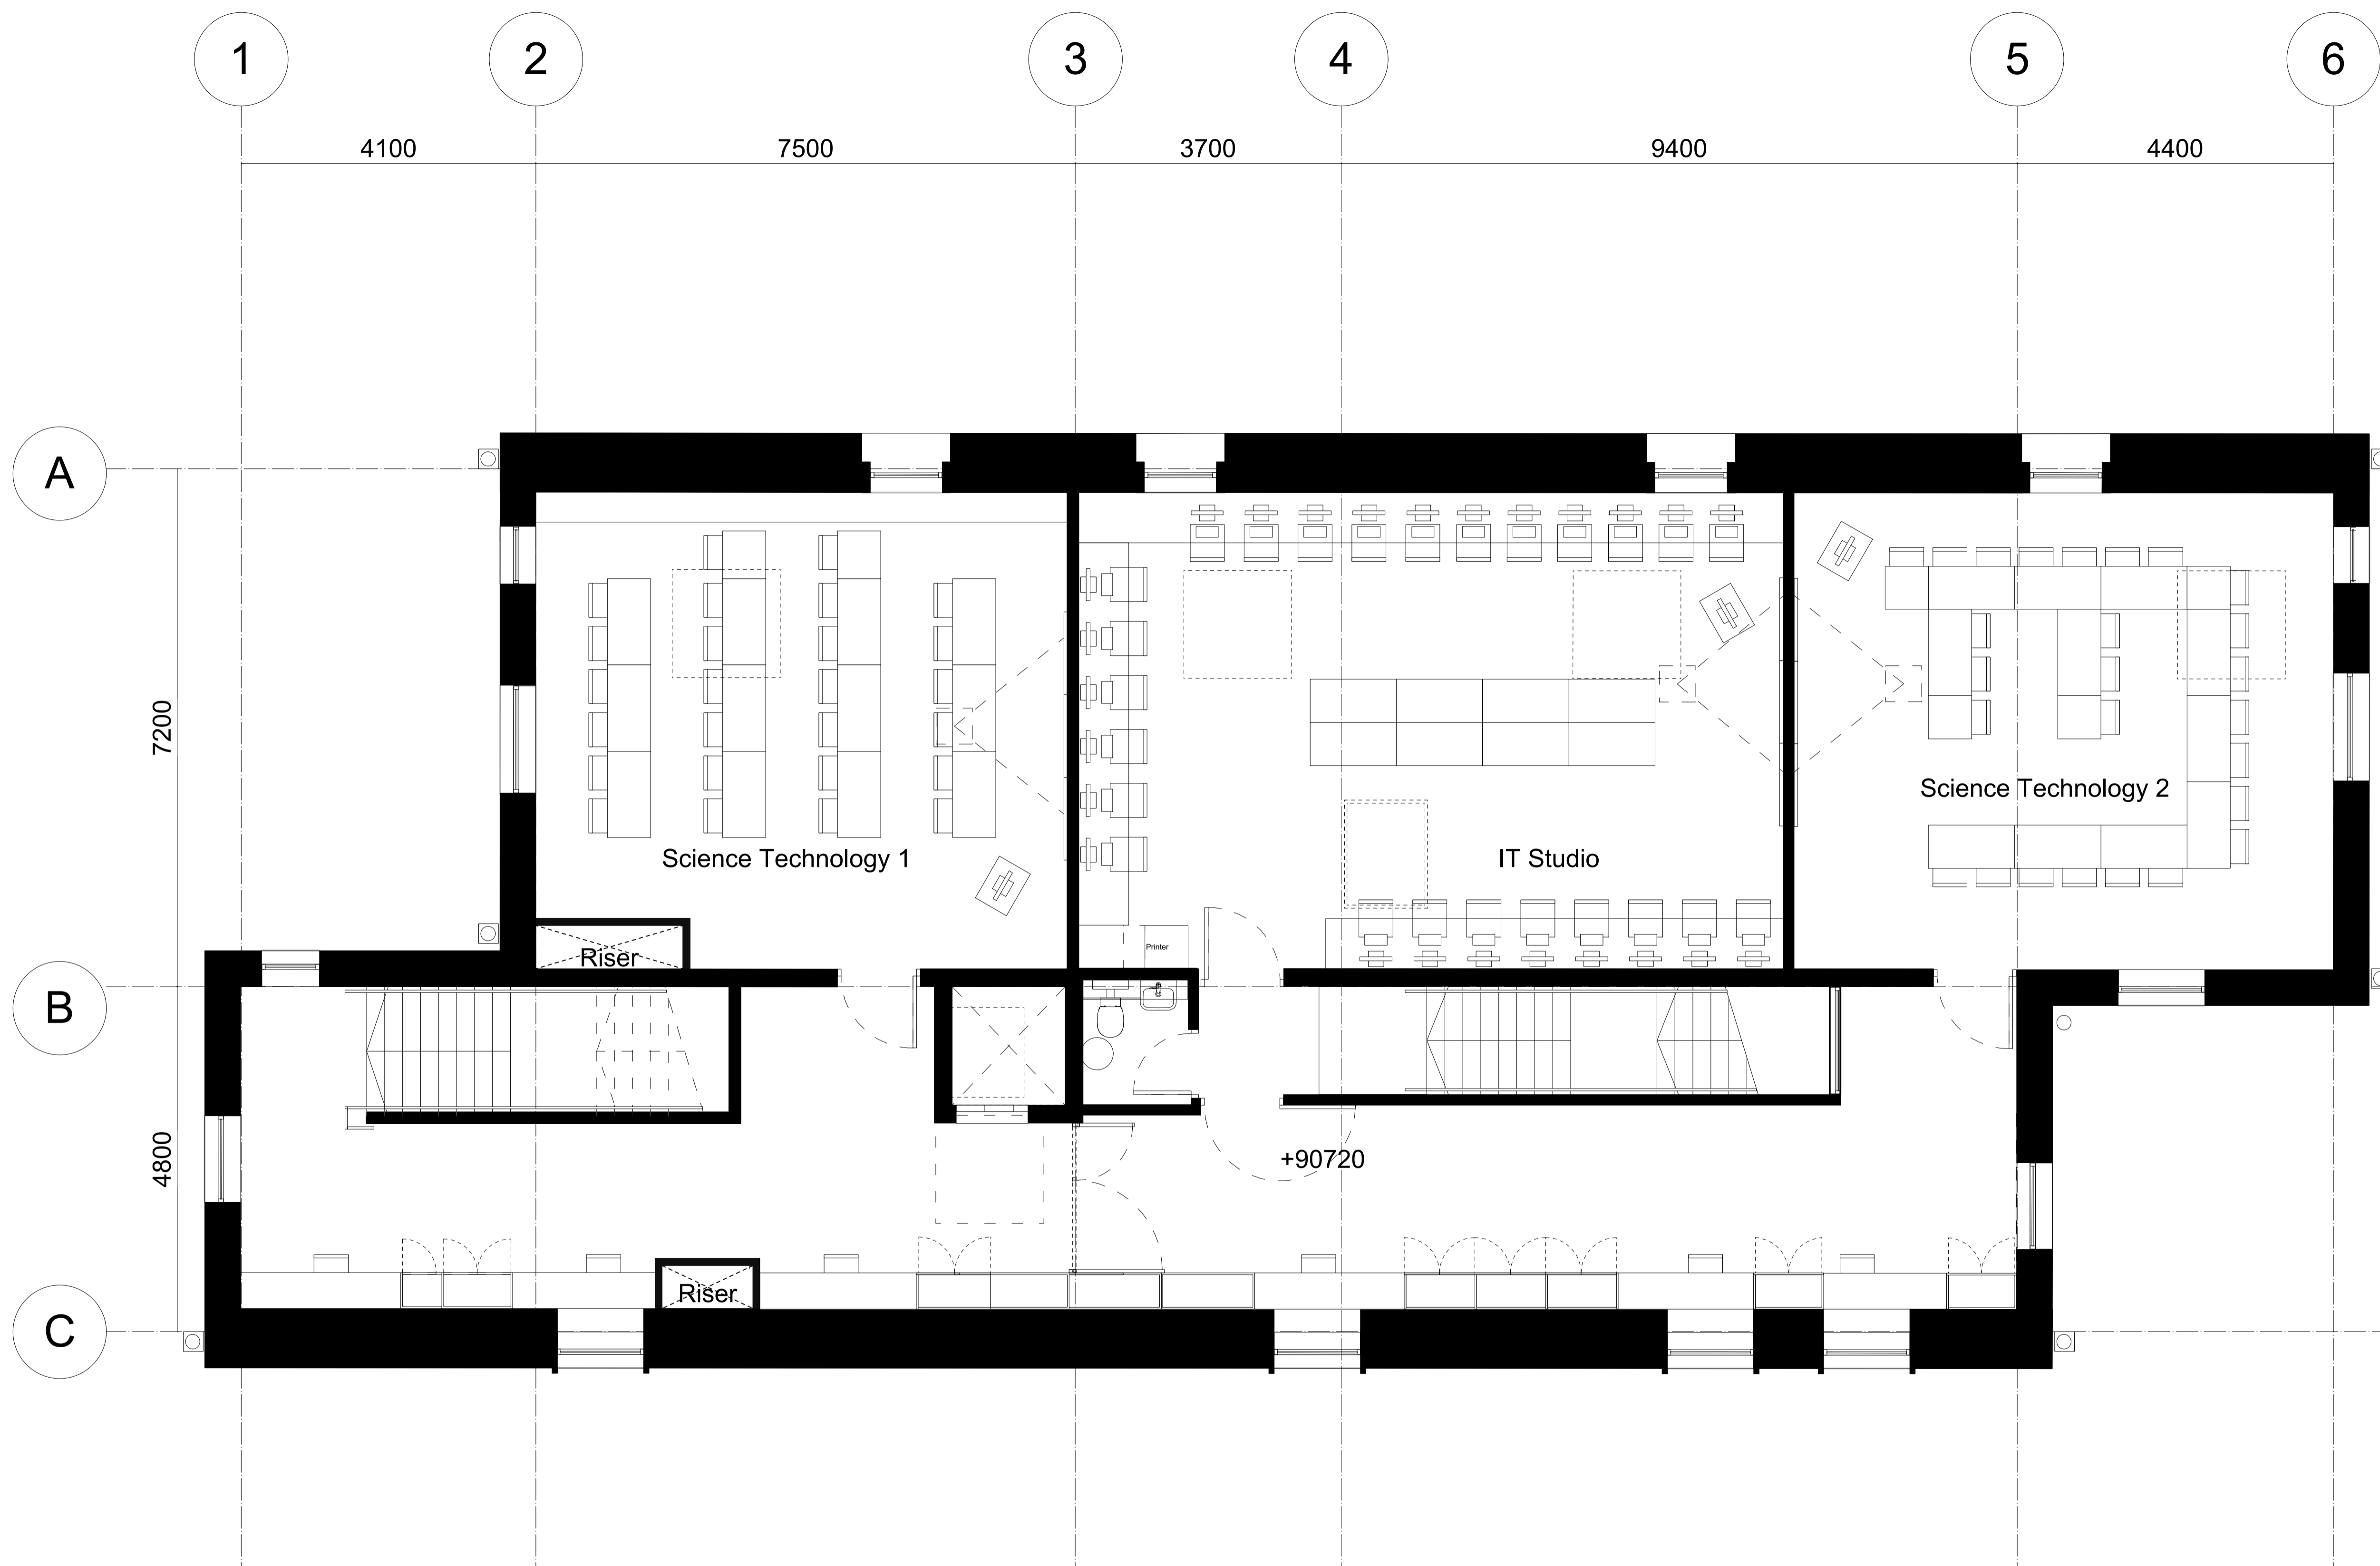 1 2 3 4 5 6
4100 7500 3700 9400 4400
A
7200
Science Technology 2
Science Technology 1
IT Studio
Printer
Riser
B
4800
+90720
Riser
C